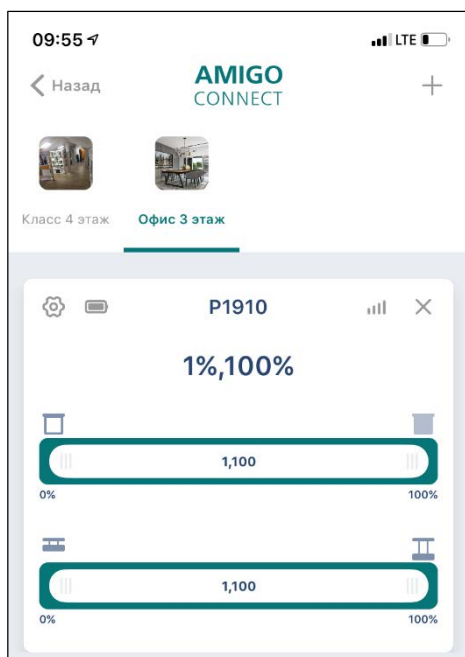 09:55 LTE
Назад
AMIGO
CONNECT
Класс 4 этаж Офис 3 этаж
P1910
1%,100%
1,100
0% 100%
1,100
0% 100%